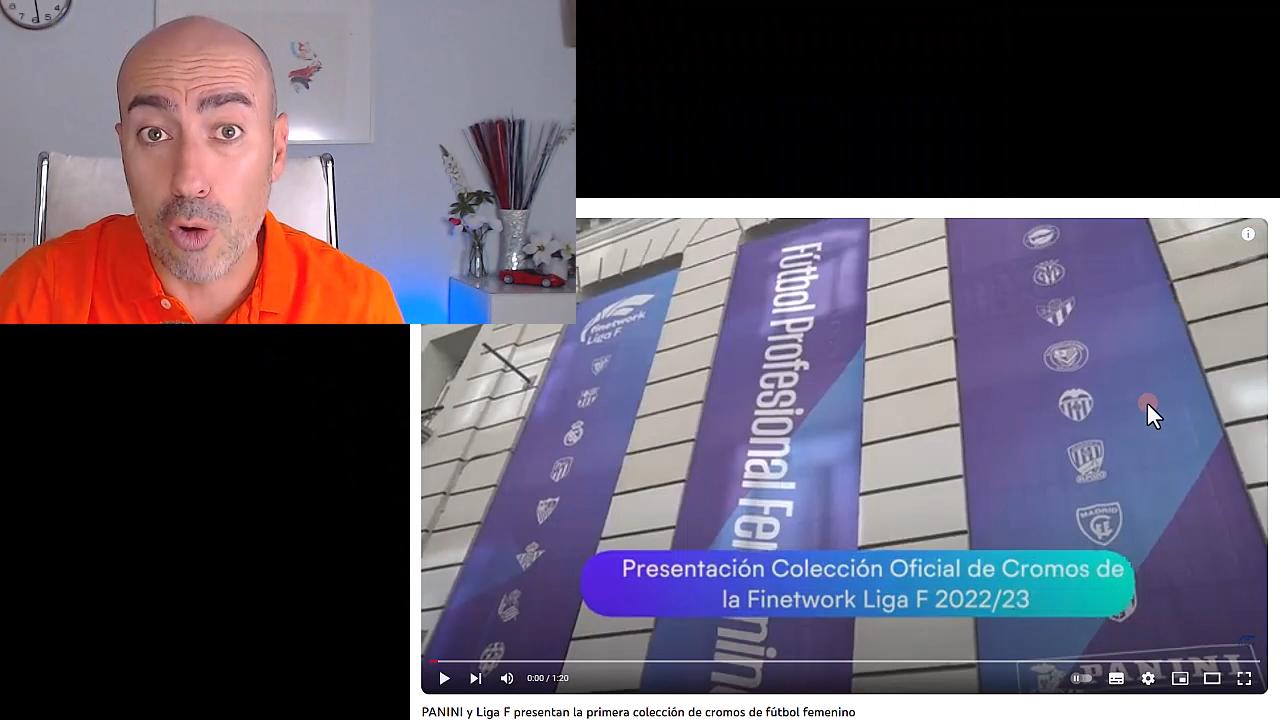 finetwork
Liga F
Fútbol Profesional Femenino
MADRID
Presentación Colección Oficial de Cromos de
la Finetwork Liga F 2022/23
PANINI
0:00 / 1:20
PANINI y Liga F presentan la primera colección de cromos de fútbol femenino